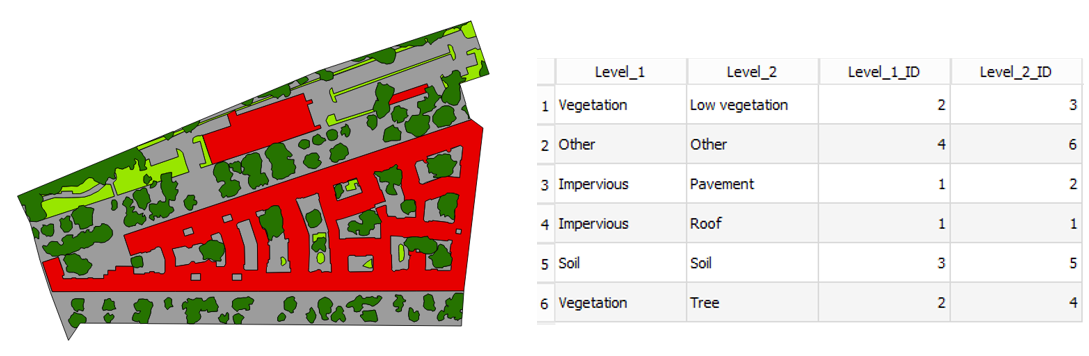 Level_1 Level_2 Level_1_ID Level_2_ID
1 Vegetation Low vegetation 2 3
2 Other Other 4 6
3 Impervious Pavement 1 2
4 Impervious Roof 1 1
5 Soil Soil 3 5
6 Vegetation Tree 2 4